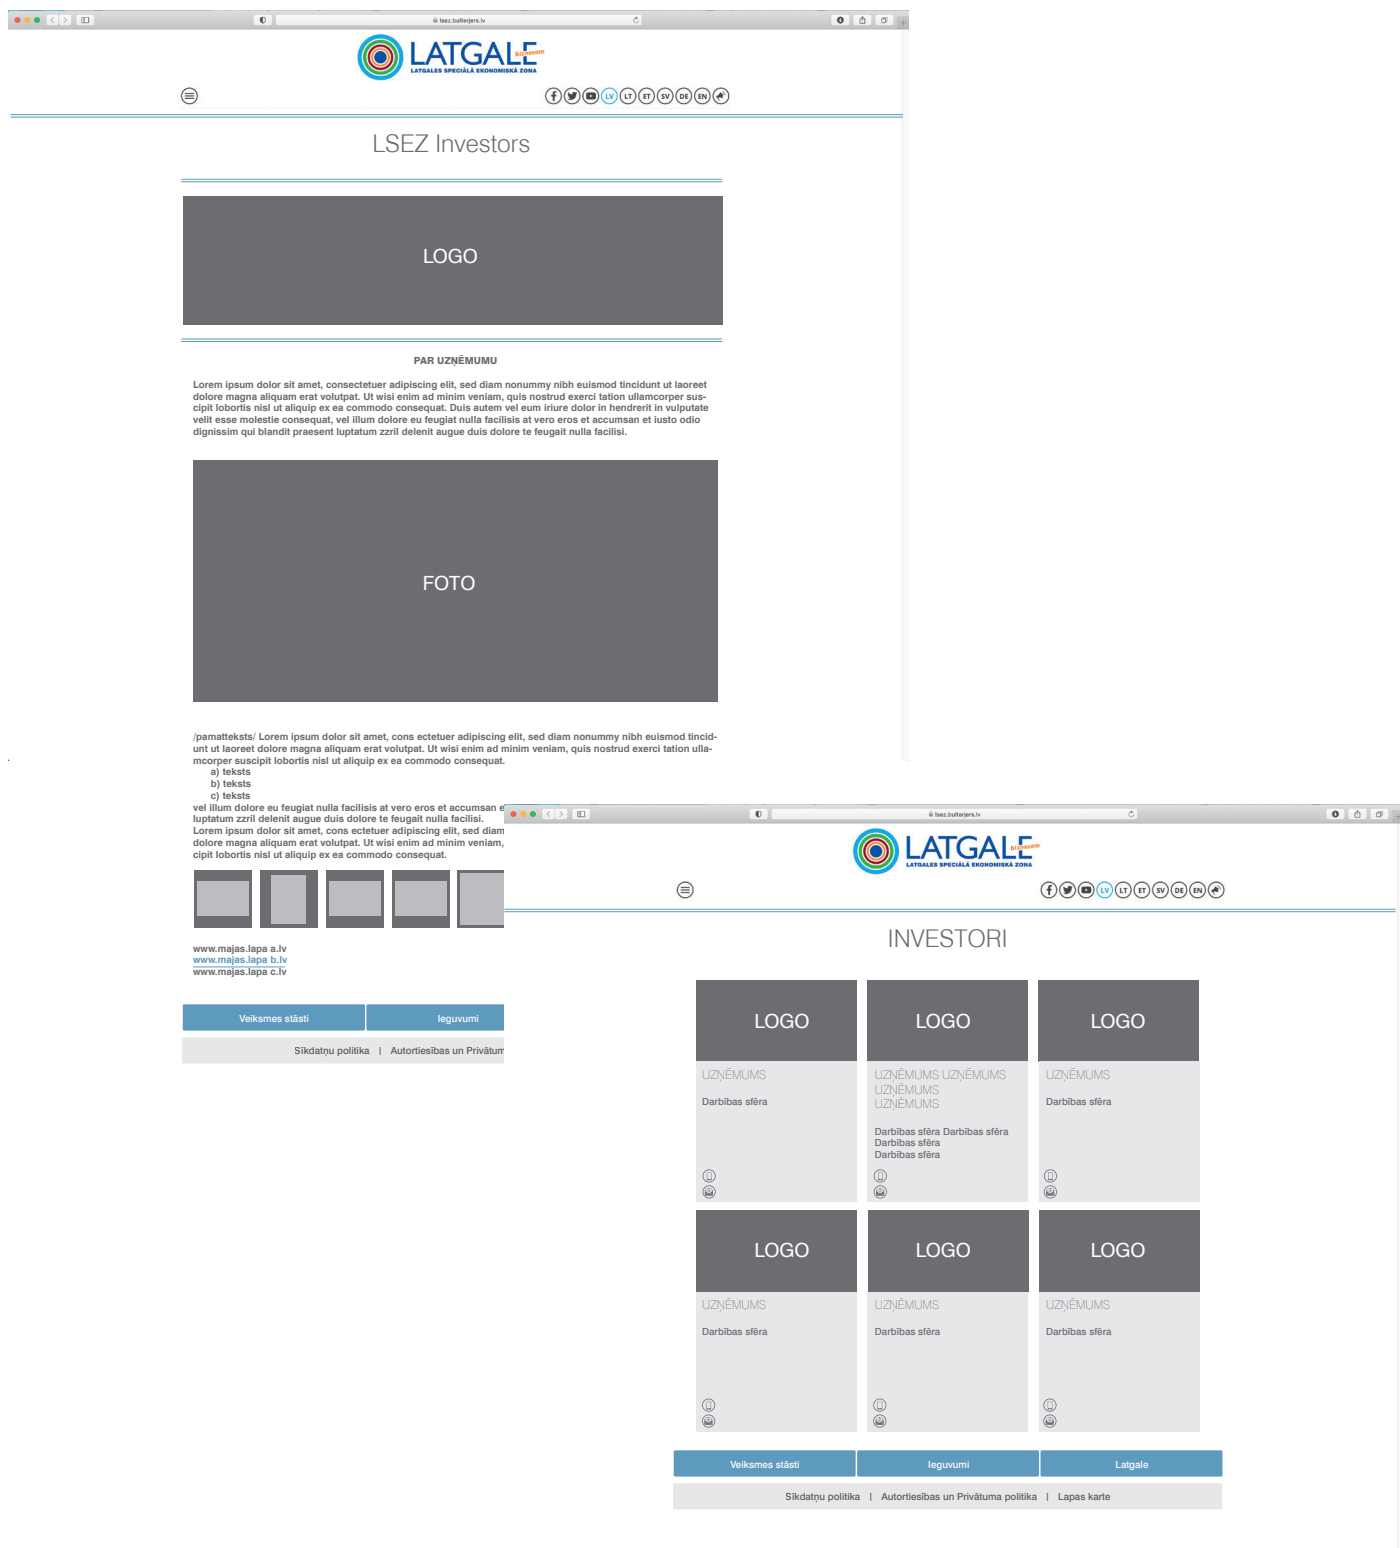 lsez.bulterjers.lv
LATGALE
biznesam
LATGALES SPECIĀLĀ EKONOMISKĀ ZONA
LV LT ET SV DE EN
LSEZ Investors
LOGO
PAR UZŅĒMUMU
Lorem ipsum dolor sit amet, consectetuer adipiscing elit, sed diam nonummy nibh euismod tincidunt ut laoreet
dolore magna aliquam erat volutpat. Ut wisi enim ad minim veniam, quis nostrud exerci tation ullamcorper sus-
cipit lobortis nisl ut aliquip ex ea commodo consequat. Duis autem vel eum iriure dolor in hendrerit in vulputate
velit esse molestie consequat, vel illum dolore eu feugiat nulla facilisis at vero eros et accumsan et iusto odio
dignissim qui blandit praesent luptatum zzril delenit augue duis dolore te feugait nulla facilisi.
FOTO
/pamatteksts/ Lorem ipsum dolor sit amet, cons ectetuer adipiscing elit, sed diam nonummy nibh euismod tincid-
unt ut laoreet dolore magna aliquam erat volutpat. Ut wisi enim ad minim veniam, quis nostrud exerci tation ulla-
mcorper suscipit lobortis nisl ut aliquip ex ea commodo consequat.
a) teksts
b) teksts
c) teksts
vel illum dolore eu feugiat nulla facilisis at vero eros et accumsan e
luptatum zzril delenit augue duis dolore te feugait nulla facilisi.
Lorem ipsum dolor sit amet, cons ectetuer adipiscing elit, sed diam
dolore magna aliquam erat volutpat. Ut wisi enim ad minim veniam,
cipit lobortis nisl ut aliquip ex ea commodo consequat.
www.majas.lapa a.lv
www.majas.lapa b.lv
www.majas.lapa c.lv
Veiksmes stāsti Ieguvumi
Sīkdatņu politika | Autortiesības un Privātum
lsez.bulterjers.lv
LATGALE
biznesam
LATGALES SPECIĀLĀ EKONOMISKĀ ZONA
LV LT ET SV DE EN
INVESTORI
LOGO LOGO LOGO
UZŅĒMUMS
Darbības sfēra
UZŅĒMUMS UZŅĒMUMS
UZŅĒMUMS
UZŅĒMUMS
Darbības sfēra Darbības sfēra
Darbības sfēra
Darbības sfēra
UZŅĒMUMS
Darbības sfēra
LOGO LOGO LOGO
UZŅĒMUMS UZŅĒMUMS UZŅĒMUMS
Darbības sfēra Darbības sfēra Darbības sfēra
Veiksmes stāsti Ieguvumi Latgale
Sīkdatņu politika | Autortiesības un Privātuma politika | Lapas karte